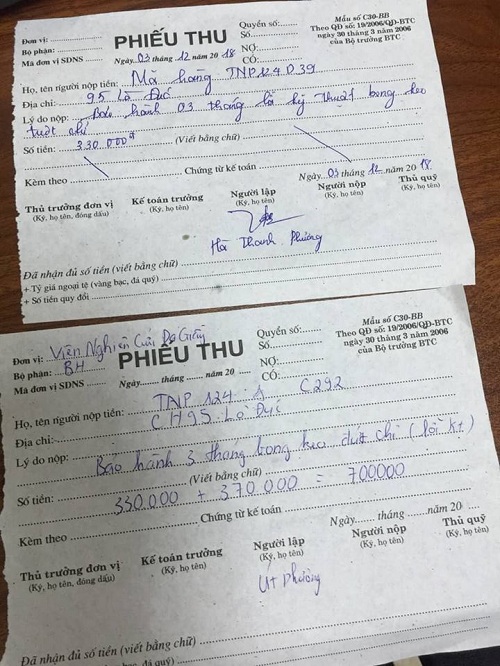 Đơn vị:
Bộ phận:
Mã đơn vị SDNS
PHIẾU THU
Ngày 03 tháng 12 năm 2018
Quyển số:
Số
NỢ:
CÓ:
Mẫu số C30-BB
Theo QĐ số: 19/2006/QĐ-BTC
ngày 30 tháng 3 năm 2006
của Bộ trưởng BTC
Họ, tên người nộp tiền: Mã hàng TNP124 D39
Địa chỉ: 95 Lò Đúc
Lý do nộp: Bảo hành 03 tháng lỗi kỹ thuật bong keo
tuột chỉ
Số tiền: 330.000đ (Viết bằng chữ)
Kèm theo Chứng từ kế toán
Ngày 03 tháng 12 năm 2018
Thủ trưởng đơn vị Kế toán trưởng Người lập Người nộp Thủ quỹ
(Ký, họ tên, đóng dấu) (Ký, họ tên) (Ký, họ tên) (Ký, họ tên) (Ký, họ tên)
Hà Thanh Phương
Đã nhận đủ số tiền (viết bằng chữ)
+ Tỷ giá ngoại tệ (vàng bạc, đá quý)
+ Số tiền quy đổi
Đơn vị: Viện Nghiên Cứu Da Giầy
Bộ phận: BH
Mã đơn vị SDNS
PHIẾU THU
Ngày tháng năm 20
Quyển số:
Số
NỢ:
CÓ:
Mẫu số C30-BB
Theo QĐ số: 19/2006/QĐ-BTC
ngày 30 tháng 3 năm 2006
của Bộ trưởng BTC
Họ, tên người nộp tiền: TNP 124 C292
Địa chỉ: CH95 Lò Đúc
Lý do nộp: Bảo hành 3 tháng bong keo đứt chỉ (lỗi KT)
Số tiền: (Viết bằng chữ)
330.000 + 370.000 = 700000
Kèm theo Chứng từ kế toán
Ngày tháng năm 20
Thủ trưởng đơn vị Kế toán trưởng Người lập Người nộp Thủ quỹ
(Ký, họ tên, đóng dấu) (Ký, họ tên) (Ký, họ tên) (Ký, họ tên) (Ký, họ tên)
Phương
Đã nhận đủ số tiền (viết bằng chữ)